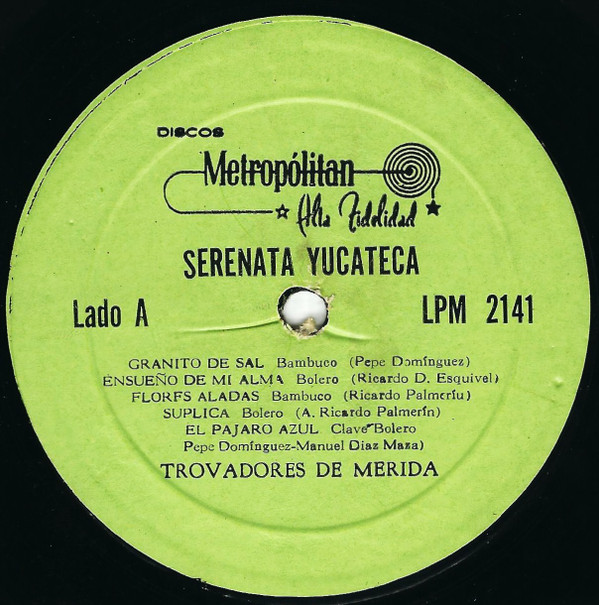 DISCOS
Metropólitan
Alta Fidelidad
SERENATA YUCATECA
Lado A
LPM 2141
GRANITO DE SAL Bambuco (Pepe Domínguez)
ENSUEÑO DE MI ALMA Bolero (Ricardo D. Esquivel)
FLORFS ALADAS Bambuco (Ricardo Palmeriu)
SUPLICA Bolero (A. Ricardo Palmerín)
EL PAJARO AZUL Clave Bolero
Pepe Domínguez-Manuel Díaz Maza)
TROVADORES DE MERIDA